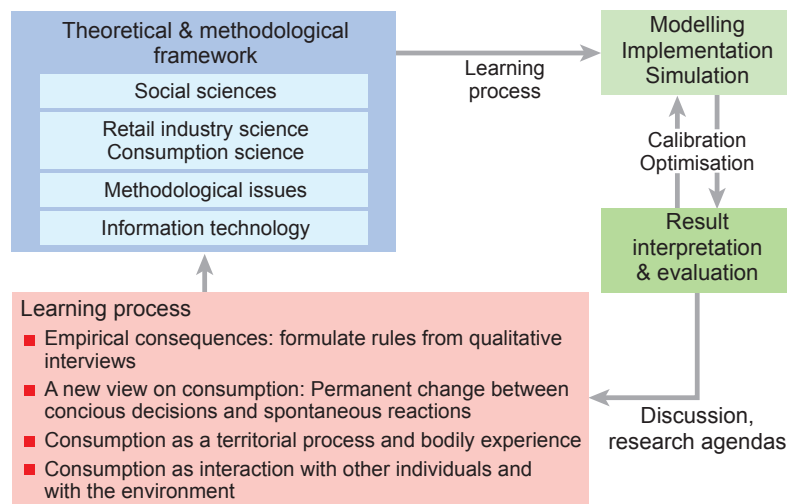 Theoretical & methodological
framework
Social sciences
Retail industry science
Consumption science
Methodological issues
Information technology
Learning
process
Modelling
Implementation
Simulation
Calibration
Optimisation
Result
interpretation
& evaluation
Discussion,
research agendas
Learning process
Empirical consequences: formulate rules from qualitative
interviews
A new view on consumption: Permanent change between
concious decisions and spontaneous reactions
Consumption as a territorial process and bodily experience
Consumption as interaction with other individuals and
with the environment